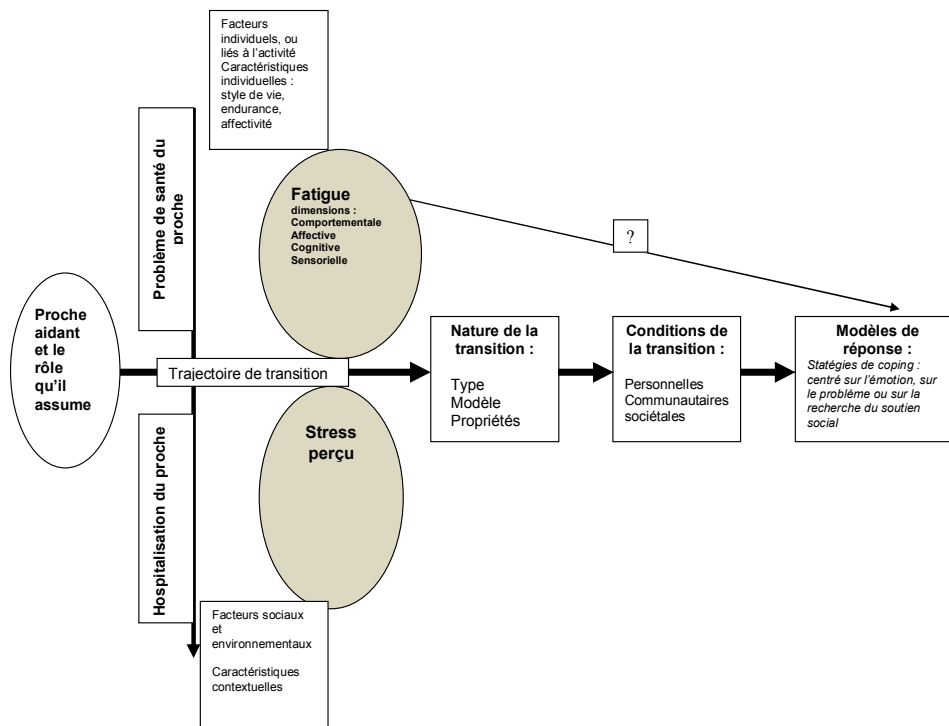 Facteurs
individuels, ou
liés à l'activité
Caractéristiques
individuelles :
style de vie,
endurance,
affectivité
Problème de santé du
proche
Fatigue
dimensions :
Comportementale
Affective
Cognitive
Sensorielle
?
Proche
aidant
et le
rôle
qu'il
assume
Trajectoire de transition
Nature de la
transition :
Type
Modèle
Propriétés
Conditions de
la transition :
Personnelles
Communautaires
sociétales
Modèles de
réponse :
Statégies de coping :
centré sur l'émotion, sur
le problème ou sur la
recherche du soutien
social
Hospitalisation du proche
Stress
perçu
Facteurs sociaux
et
environnementaux
Caractéristiques
contextuelles